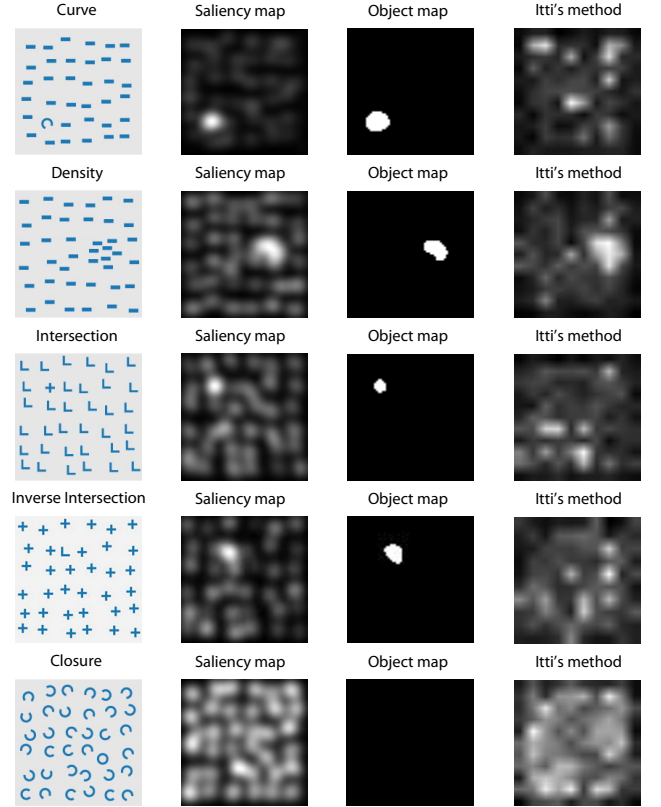 Curve Saliency map Object map Itti's method
Density Saliency map Object map Itti's method
Intersection Saliency map Object map Itti's method
Inverse Intersection Saliency map Object map Itti's method
Closure Saliency map Object map Itti's method